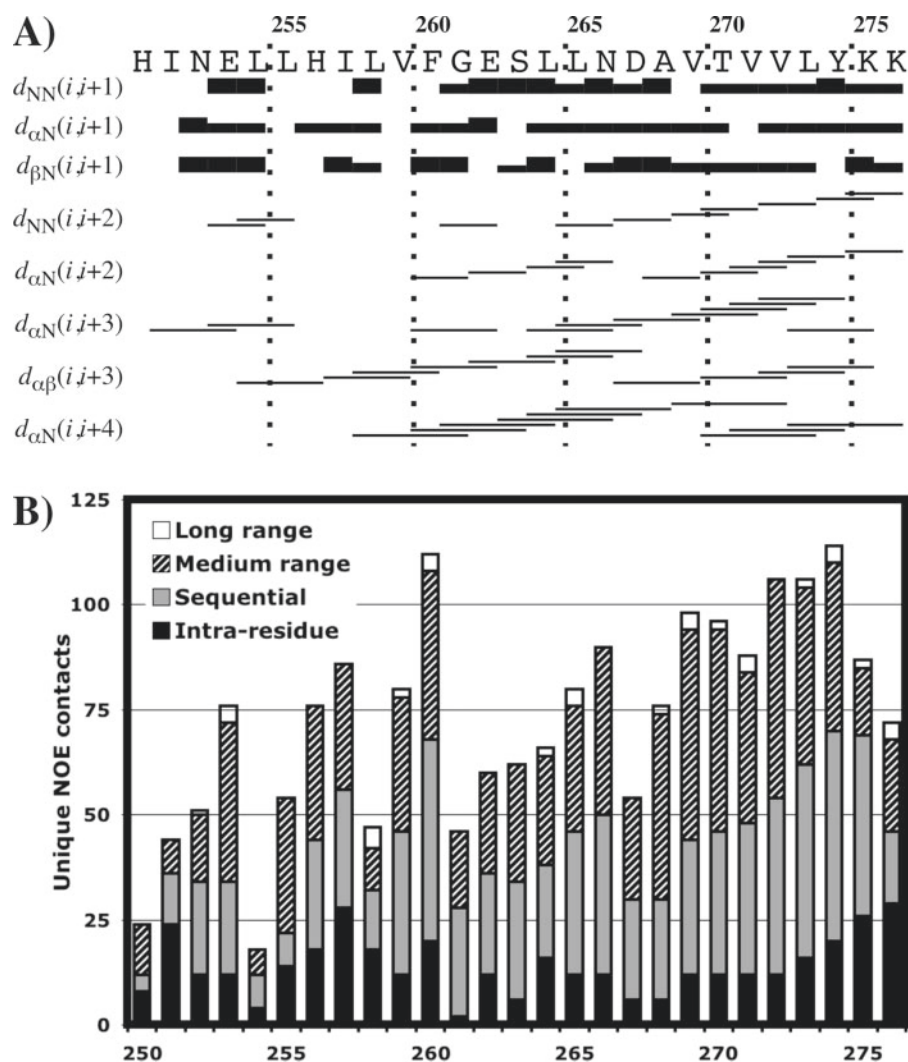 A)
255 260 265 270 275
H I N E L L H I L V F G E S L L N D A V T V V L Y K K
dNN(i,i+1)
dαN(i,i+1)
dβN(i,i+1)
dNN(i,i+2)
dαN(i,i+2)
dαN(i,i+3)
dαβ(i,i+3)
dαN(i,i+4)
B)
125
100
75
50
25
0
Unique NOE contacts
Long range
Medium range
Sequential
Intra-residue
250 255 260 265 270 275